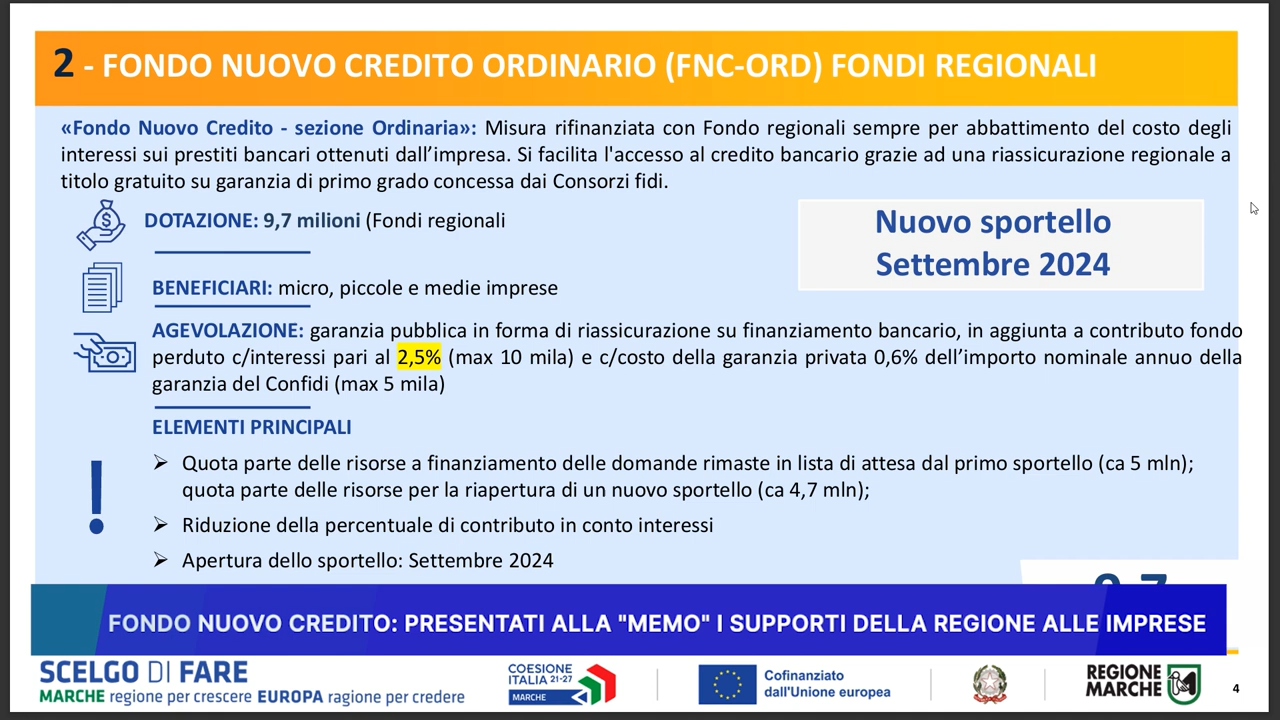 2 - FONDO NUOVO CREDITO ORDINARIO (FNC-ORD) FONDI REGIONALI
«Fondo Nuovo Credito - sezione Ordinaria»: Misura rifinanziata con Fondo regionali sempre per abbattimento del costo degli
interessi sui prestiti bancari ottenuti dall’impresa. Si facilita l'accesso al credito bancario grazie ad una riassicurazione regionale a
titolo gratuito su garanzia di primo grado concessa dai Consorzi fidi.
DOTAZIONE: 9,7 milioni (Fondi regionali
Nuovo sportello
Settembre 2024
BENEFICIARI: micro, piccole e medie imprese
AGEVOLAZIONE: garanzia pubblica in forma di riassicurazione su finanziamento bancario, in aggiunta a contributo fondo
perduto c/interessi pari al 2,5% (max 10 mila) e c/costo della garanzia privata 0,6% dell’importo nominale annuo della
garanzia del Confidi (max 5 mila)
ELEMENTI PRINCIPALI
! 
➢ Quota parte delle risorse a finanziamento delle domande rimaste in lista di attesa dal primo sportello (ca 5 mln);
quota parte delle risorse per la riapertura di un nuovo sportello (ca 4,7 mln);
➢ Riduzione della percentuale di contributo in conto interessi
➢ Apertura dello sportello: Settembre 2024
FONDO NUOVO CREDITO: PRESENTATI ALLA "MEMO" I SUPPORTI DELLA REGIONE ALLE IMPRESE
SCELGO DI FARE
MARCHE regione per crescere EUROPA ragione per credere
COESIONE
ITALIA 21-27
MARCHE
Cofinanziato
dall'Unione europea
REGIONE
MARCHE
4